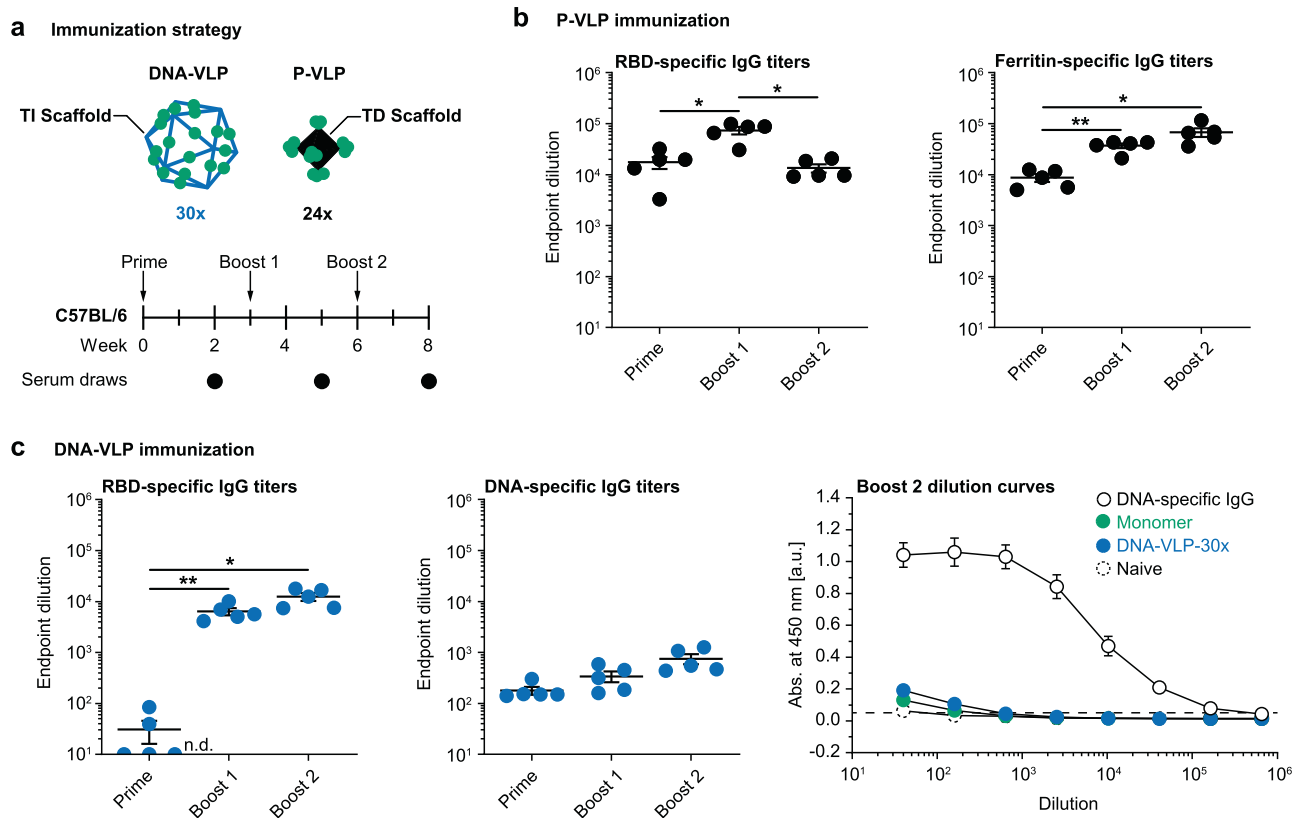 a Immunization strategy
DNA-VLP P-VLP
TI Scaffold TD Scaffold
30x 24x
Prime Boost 1 Boost 2
C57BL/6
Week 0 2 4 6 8
Serum draws
b P-VLP immunization
RBD-specific IgG titers
Endpoint dilution
10⁶
10⁵
10⁴
10³
10²
10¹
* *
Prime Boost 1 Boost 2
Ferritin-specific IgG titers
Endpoint dilution
10⁶
10⁵
10⁴
10³
10²
10¹
*
**
Prime Boost 1 Boost 2
c DNA-VLP immunization
RBD-specific IgG titers
Endpoint dilution
10⁶
10⁵
10⁴
10³
10²
10¹
*
**
n.d.
Prime Boost 1 Boost 2
DNA-specific IgG titers
Endpoint dilution
10⁶
10⁵
10⁴
10³
10²
10¹
Prime Boost 1 Boost 2
Boost 2 dilution curves
Abs. at 450 nm [a.u.]
1.4
1.2
1.0
0.8
0.6
0.4
0.2
0.0
-0.2
DNA-specific IgG
Monomer
DNA-VLP-30x
Naive
10¹ 10² 10³ 10⁴ 10⁵ 10⁶
Dilution